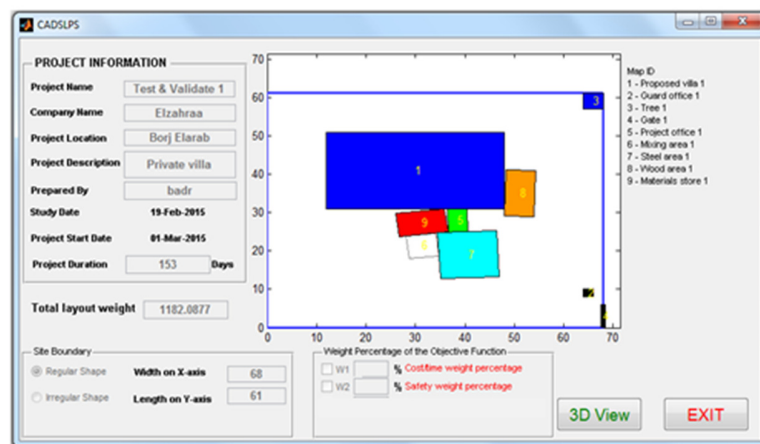 CADSLPS
PROJECT INFORMATION
Project Name Test & Validate 1
Company Name Elzahraa
Project Location Borj Elarab
Project Description Private villa
Prepared By badr
Study Date 19-Feb-2015
Project Start Date 01-Mar-2015
Project Duration 153 Days
Total layout weight 1182.0877
Site Boundary
Regular Shape Width on X-axis 68
Irregular Shape Length on Y-axis 61
70
60
50
40
30
20
10
0
0 10 20 30 40 50 60 70
1
3
8
9
5
6
7
2
4
Map ID
1 - Proposed villa 1
2 - Guard office 1
3 - Tree 1
4 - Gate 1
5 - Project office 1
6 - Mixing area 1
7 - Steel area 1
8 - Wood area 1
9 - Materials store 1
Weight Percentage of the Objective Function
W1 % Cost/time weight percentage
W2 % Safety weight percentage
3D View EXIT